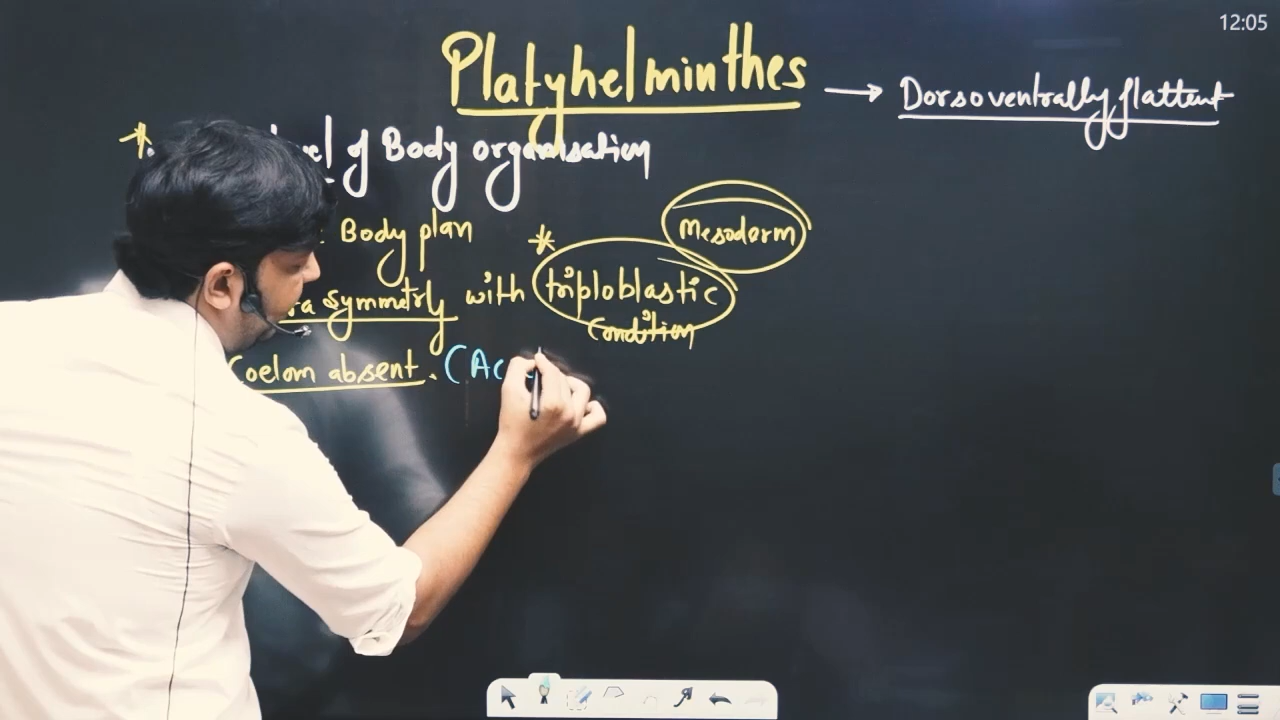 12:05
Platyhelminthes → Dorsoventrally flattent
* of Body organisation
Body plan
Mesoderm
symmetry with * triploblastic
Condition
Coelom absent. (Ac